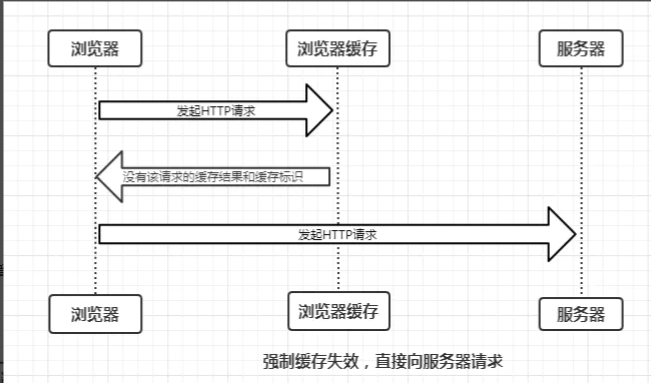 浏览器 浏览器缓存 服务器
发起HTTP请求
没有该请求的缓存结果和缓存标识
发起HTTP请求
浏览器 浏览器缓存 服务器
强制缓存失效，直接向服务器请求